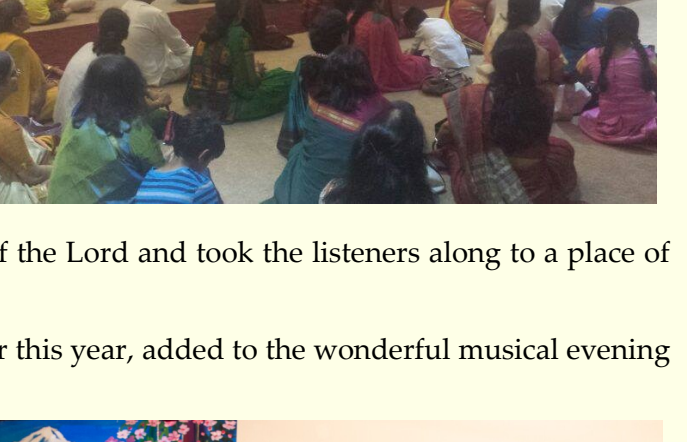 f the Lord and took the listeners along to a place of
r this year, added to the wonderful musical evening